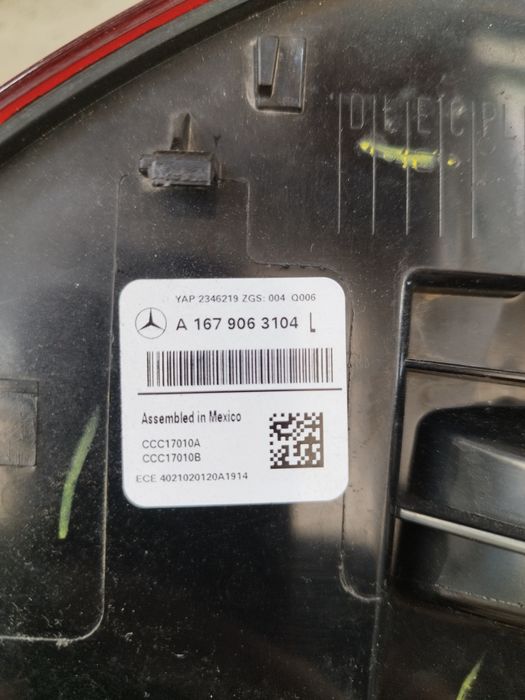 YAP 2346219 ZGS: 004 Q006
A 167 906 3104 L
Assembled in Mexico
CCC17010A
CCC17010B
ECE 4021020120A1914